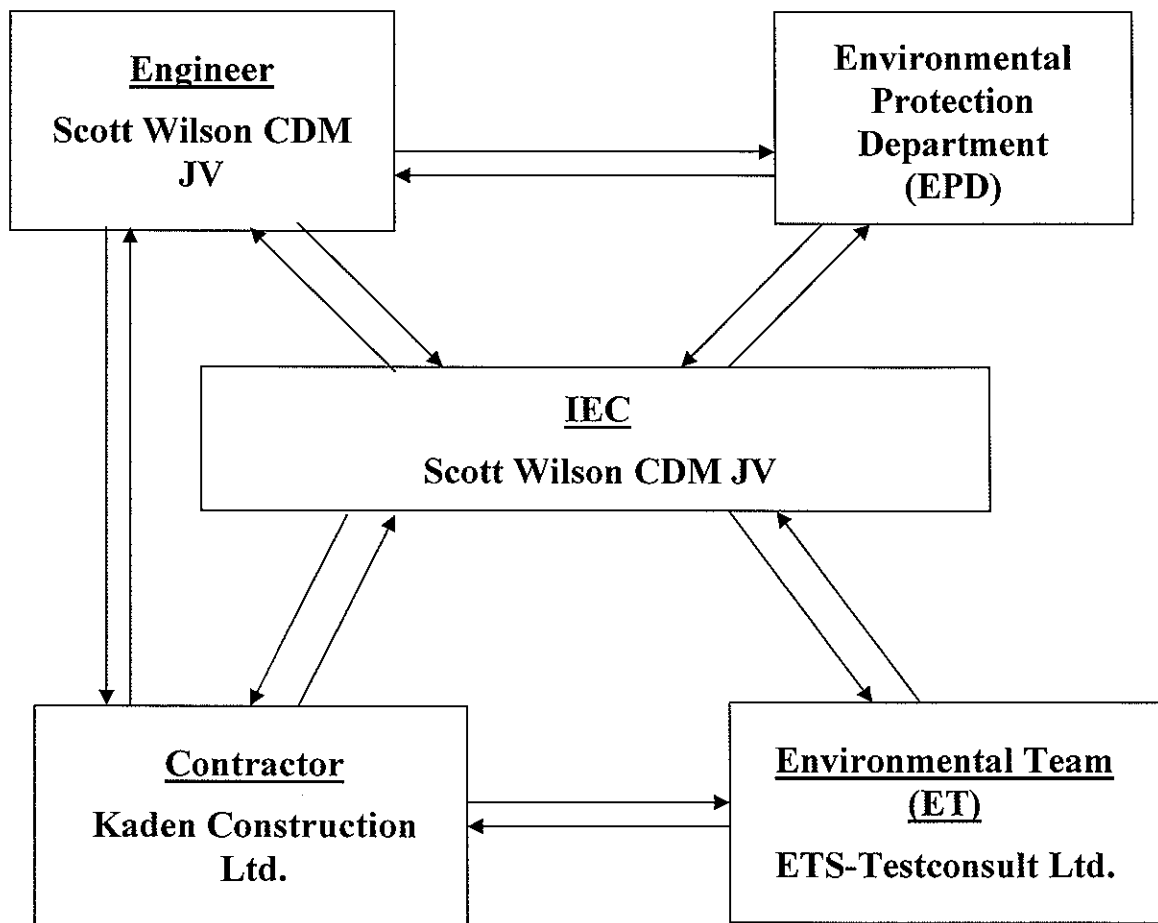 Engineer
Scott Wilson CDM
JV
Environmental
Protection
Department
(EPD)
IEC
Scott Wilson CDM JV
Contractor
Kaden Construction
Ltd.
Environmental Team
(ET)
ETS-Testconsult Ltd.